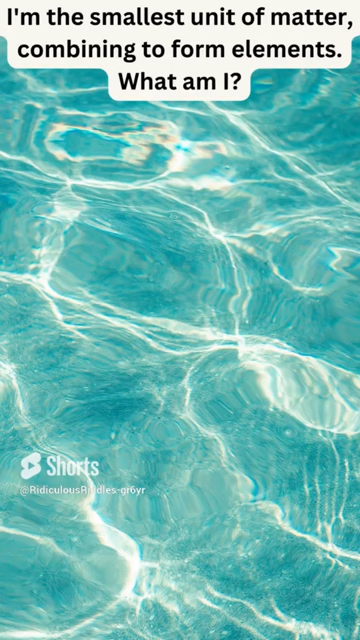 I'm the smallest unit of matter,
combining to form elements.
What am I?
Shorts
@RidiculousRiddles-gr6yr